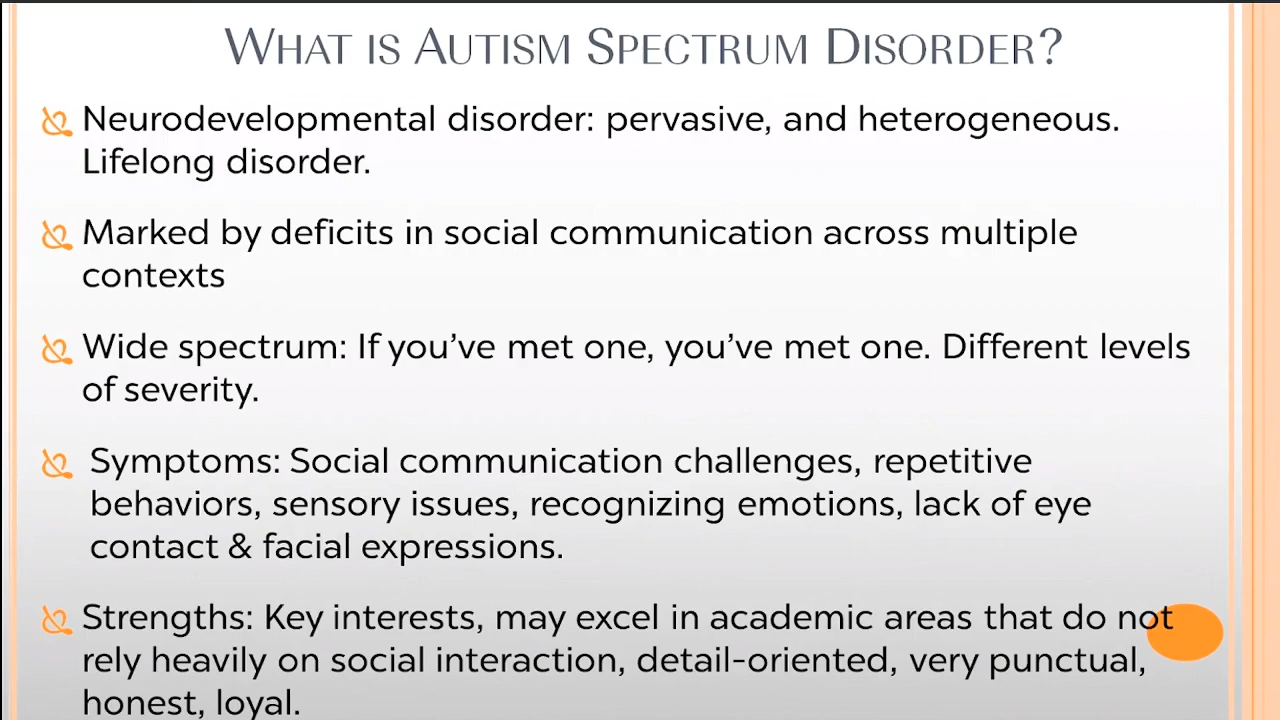 What is Autism Spectrum Disorder?
Neurodevelopmental disorder: pervasive, and heterogeneous.
Lifelong disorder.
Marked by deficits in social communication across multiple
contexts
Wide spectrum: If you’ve met one, you’ve met one. Different levels
of severity.
Symptoms: Social communication challenges, repetitive
behaviors, sensory issues, recognizing emotions, lack of eye
contact & facial expressions.
Strengths: Key interests, may excel in academic areas that do not
rely heavily on social interaction, detail-oriented, very punctual,
honest, loyal.